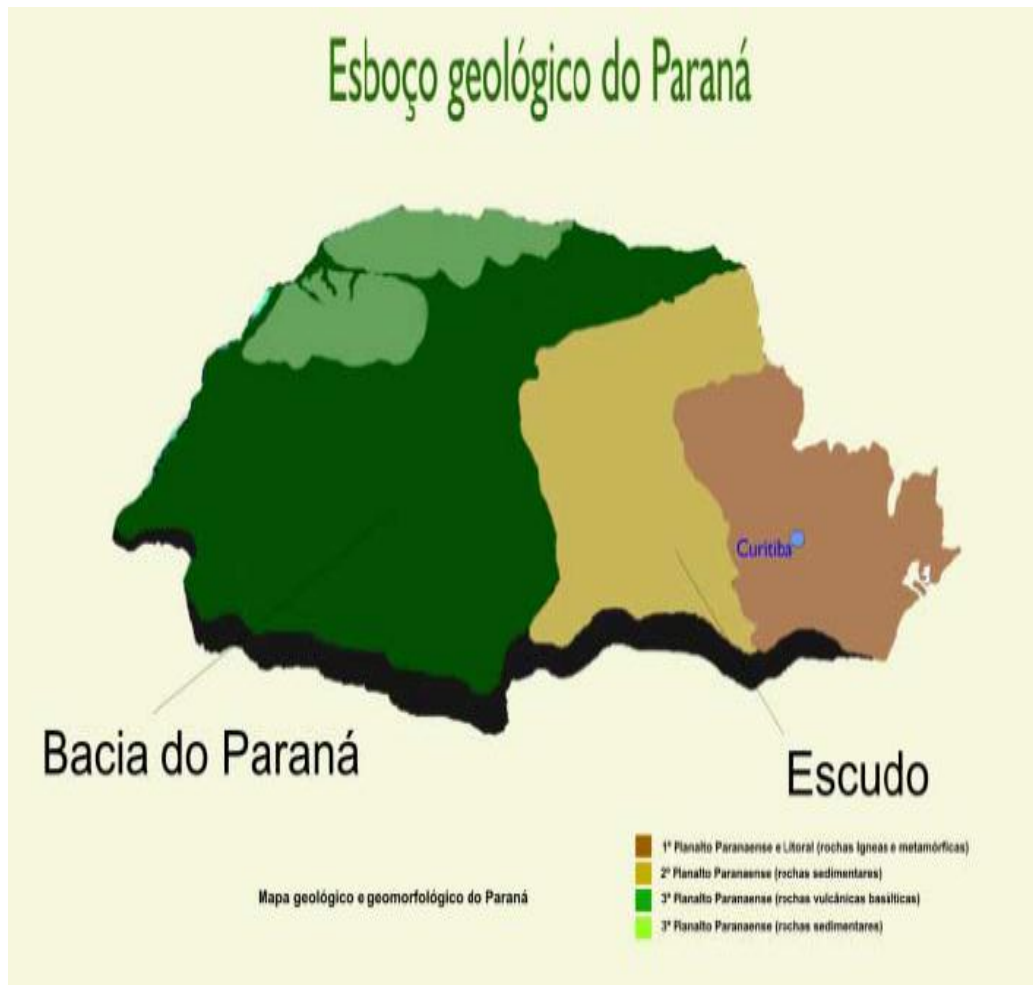 Esboço geológico do Paraná
Curitiba
Bacia do Paraná
Escudo
1º Planalto Paranaense e Litoral (rochas ígneas e metamórficas)
2º Planalto Paranaense (rochas sedimentares)
Mapa geológico e geomorfológico do Paraná
3º Planalto Paranaense (rochas vulcânicas basálticas)
3º Planalto Paranaense (rochas sedimentares)